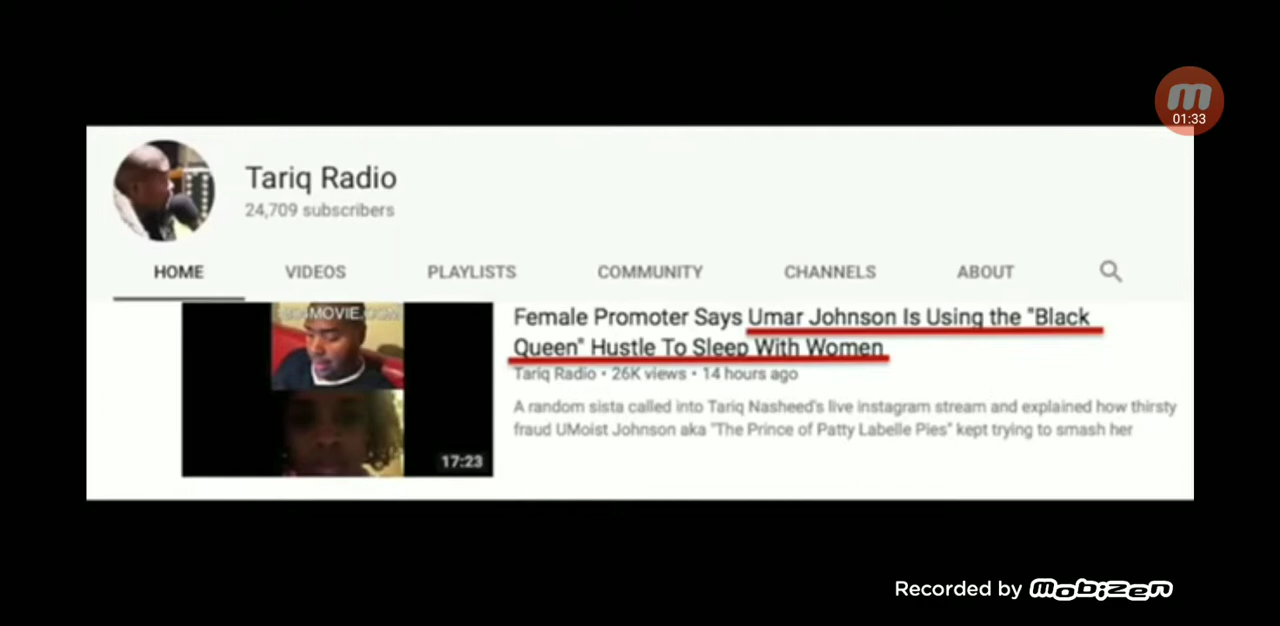 01:33
Tariq Radio
24,709 subscribers
HOME VIDEOS PLAYLISTS COMMUNITY CHANNELS ABOUT
MOVIE.COM
17:23
Female Promoter Says Umar Johnson Is Using the "Black
Queen" Hustle To Sleep With Women
Tariq Radio • 26K views • 14 hours ago
A random sista called into Tariq Nasheed's live instagram stream and explained how thirsty
fraud UMoist Johnson aka "The Prince of Patty Labelle Pies" kept trying to smash her
Recorded by Mobizen